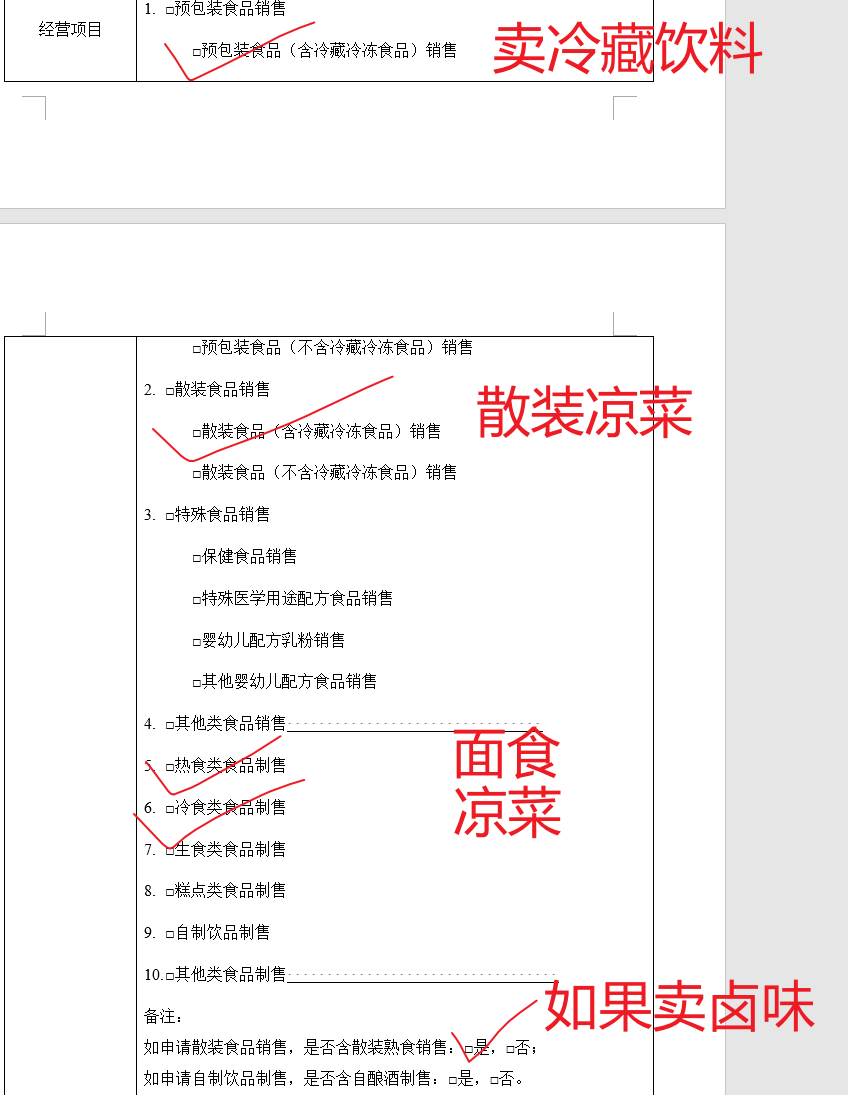 1. □预包装食品销售
经营项目
□预包装食品（含冷藏冷冻食品）销售
卖冷藏饮料
□预包装食品（不含冷藏冷冻食品）销售
2. □散装食品销售
散装凉菜
□散装食品（含冷藏冷冻食品）销售
□散装食品（不含冷藏冷冻食品）销售
3. □特殊食品销售
□保健食品销售
□特殊医学用途配方食品销售
□婴幼儿配方乳粉销售
□其他婴幼儿配方食品销售
4. □其他类食品销售
面食
5. □热食类食品制售
凉菜
6. □冷食类食品制售
7. □生食类食品制售
8. □糕点类食品制售
9. □自制饮品制售
10.□其他类食品制售
如果卖卤味
备注：
如申请散装食品销售，是否含散装熟食销售：□是，□否；
如申请自制饮品制售，是否含自酿酒制售：□是，□否。